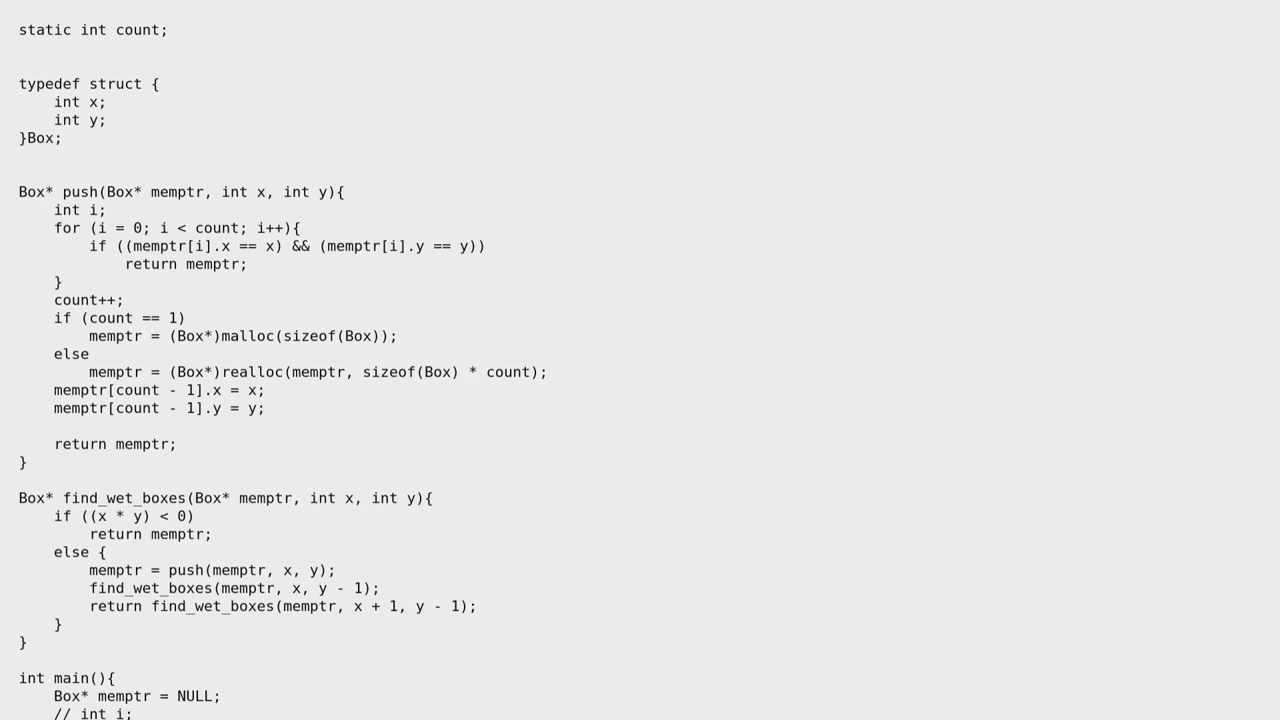 static int count;
typedef struct {
    int x;
    int y;
}Box;
Box* push(Box* memptr, int x, int y){
    int i;
    for (i = 0; i < count; i++){
        if ((memptr[i].x == x) && (memptr[i].y == y))
            return memptr;
    }
    count++;
    if (count == 1)
        memptr = (Box*)malloc(sizeof(Box));
    else
        memptr = (Box*)realloc(memptr, sizeof(Box) * count);
    memptr[count - 1].x = x;
    memptr[count - 1].y = y;
    return memptr;
}
Box* find_wet_boxes(Box* memptr, int x, int y){
    if ((x * y) < 0)
        return memptr;
    else {
        memptr = push(memptr, x, y);
        find_wet_boxes(memptr, x, y - 1);
        return find_wet_boxes(memptr, x + 1, y - 1);
    }
}
int main(){
    Box* memptr = NULL;
    // int i;